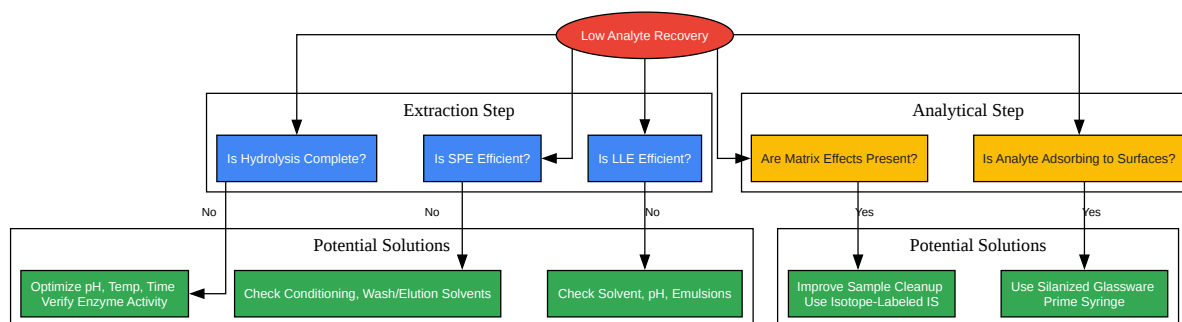 Low Analyte Recovery
Extraction Step
Analytical Step
Is Hydrolysis Complete?
Is SPE Efficient?
Is LLE Efficient?
Are Matrix Effects Present?
Is Analyte Adsorbing to Surfaces?
No
No
No
Yes
Yes
Potential Solutions
Potential Solutions
Optimize pH, Temp, Time
Verify Enzyme Activity
Check Conditioning, Wash/Elution Solvents
Check Solvent, pH, Emulsions
Improve Sample Cleanup
Use Isotope-Labeled IS
Use Silanized Glassware
Prime Syringe